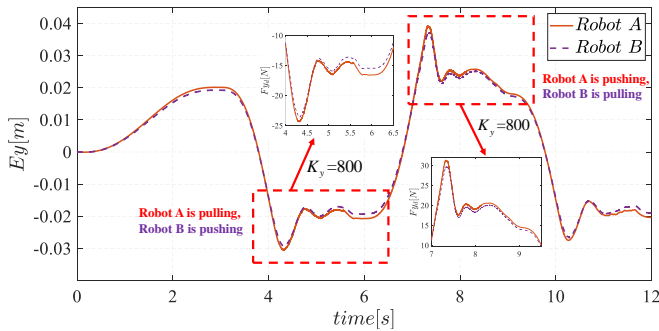 0.04
0.03
0.02
0.01
0
-0.01
-0.02
-0.03
Ey[m]
0
2
4
6
8
10
12
time[s]
Robot A
Robot B
Robot A is pushing,
Robot B is pulling
K_y=800
Robot A is pulling,
Robot B is pushing
K_y=800
-10
-15
-20
-25
Fy_d[N]
4
4.5
5
5.5
6
6.5
30
25
20
15
10
Fy_d[N]
7
8
9